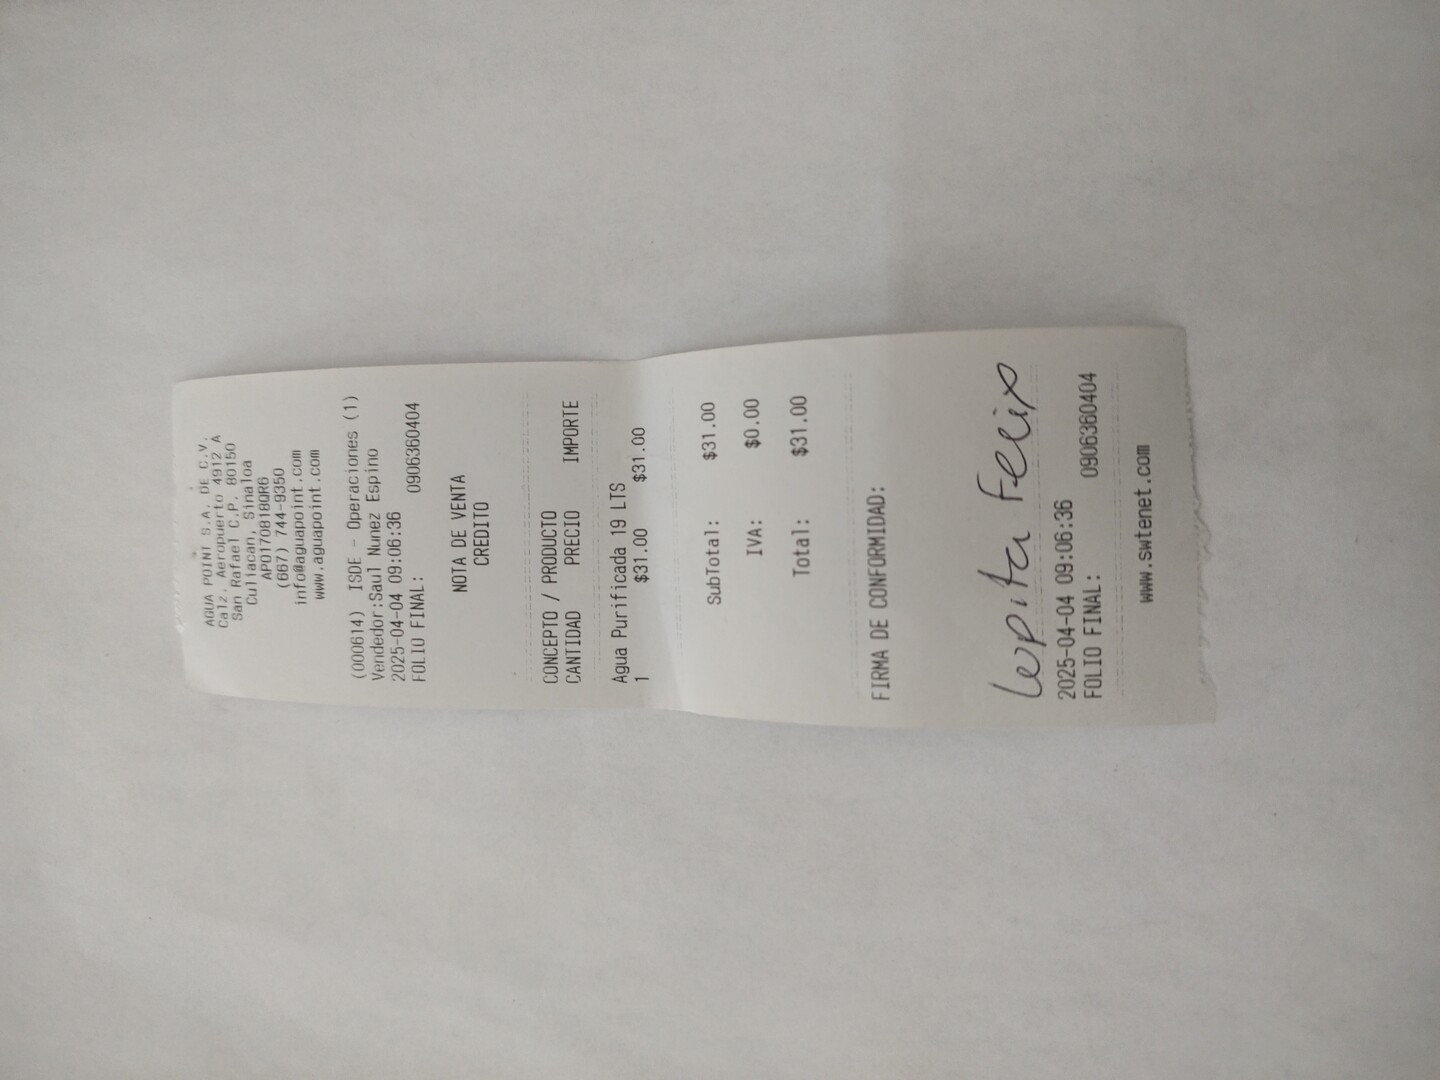 AGUA POINT S.A. DE C.V.
Calz. Aeropuerto 4912 A
San Rafael C.P. 80150
Culiacan, Sinaloa
APO170818QR6
(667) 744-9350
info@aguapoint.com
www.aguapoint.com
(000614) ISDE - Operaciones (1)
Vendedor:Saul Nunez Espino
2025-04-04 09:06:36
FOLIO FINAL: 0906360404
NOTA DE VENTA
CREDITO
CONCEPTO / PRODUCTO
CANTIDAD PRECIO IMPORTE
Agua Purificada 19 LTS
1 $31.00 $31.00
SubTotal: $31.00
IVA: $0.00
Total: $31.00
FIRMA DE CONFORMIDAD:
Lupita Felix
2025-04-04 09:06:36
FOLIO FINAL: 0906360404
www.swtenet.com